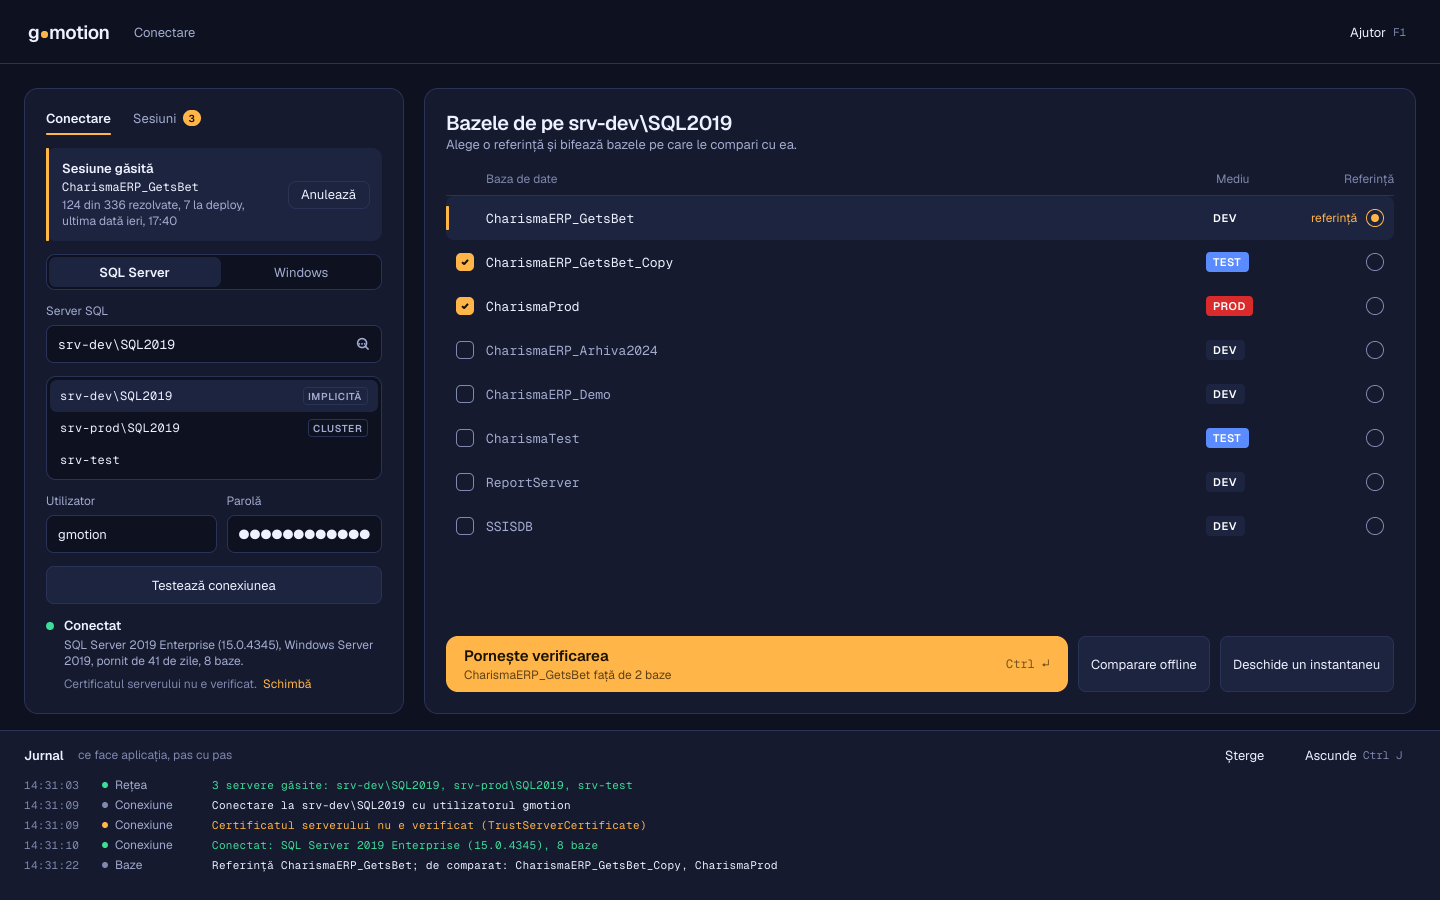 gmotion Conectare
Ajutor F1
Conectare Sesiuni 3
Sesiune găsită
CharismaERP_GetsBet
124 din 336 rezolvate, 7 la deploy,
ultima dată ieri, 17:40
Anulează
SQL Server Windows
Server SQL
srv-dev\SQL2019
srv-dev\SQL2019 IMPLICITĂ
srv-prod\SQL2019 CLUSTER
srv-test
Utilizator Parolă
gmotion ●●●●●●●●●●●●
Testează conexiunea
Conectat
SQL Server 2019 Enterprise (15.0.4345), Windows Server
2019, pornit de 41 de zile, 8 baze.
Certificatul serverului nu e verificat. Schimbă
Bazele de pe srv-dev\SQL2019
Alege o referință și bifează bazele pe care le compari cu ea.
Baza de date Mediu Referință
CharismaERP_GetsBet DEV referință
CharismaERP_GetsBet_Copy TEST
CharismaProd PROD
CharismaERP_Arhiva2024 DEV
CharismaERP_Demo DEV
CharismaTest TEST
ReportServer DEV
SSISDB DEV
Pornește verificarea
CharismaERP_GetsBet față de 2 baze
Ctrl ↵
Comparare offline
Deschide un instantaneu
Jurnal ce face aplicația, pas cu pas
Șterge Ascunde Ctrl J
14:31:03 Rețea 3 servere găsite: srv-dev\SQL2019, srv-prod\SQL2019, srv-test
14:31:09 Conexiune Conectare la srv-dev\SQL2019 cu utilizatorul gmotion
14:31:09 Conexiune Certificatul serverului nu e verificat (TrustServerCertificate)
14:31:10 Conexiune Conectat: SQL Server 2019 Enterprise (15.0.4345), 8 baze
14:31:22 Baze Referință CharismaERP_GetsBet; de comparat: CharismaERP_GetsBet_Copy, CharismaProd